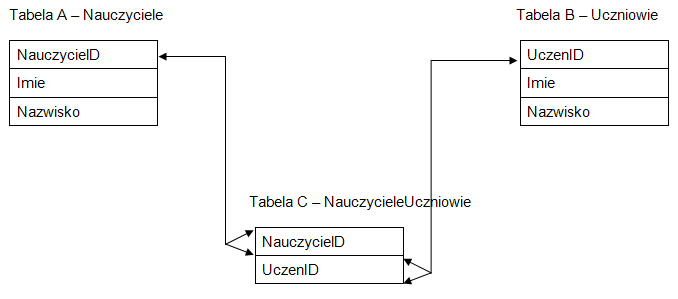 Tabela A – Nauczyciele
NauczycielD
Imie
Nazwisko
Tabela B – Uczniowie
UczenID
Imie
Nazwisko
Tabela C – NauczycieleUczniowie
NauczycielD
UczenID